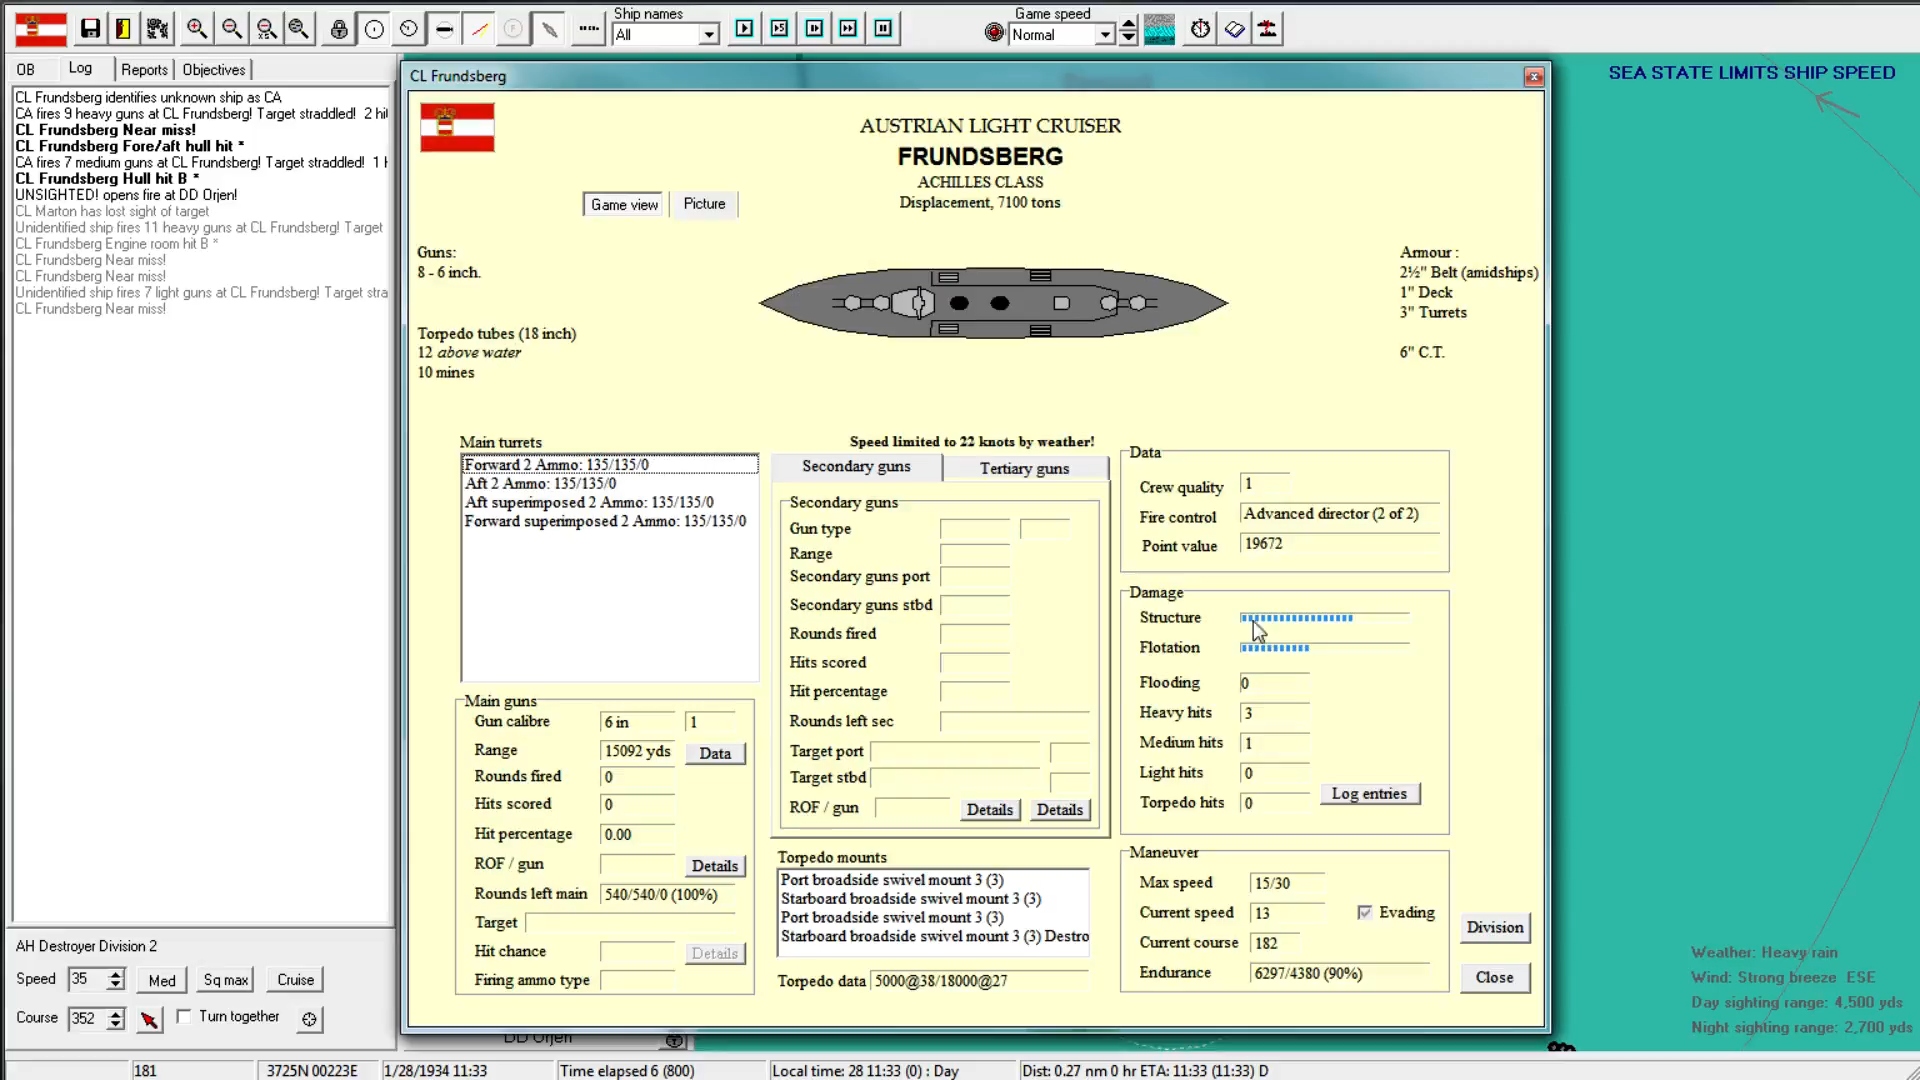 Ship names
All
Game speed
Normal
OB
Log
Reports
Objectives
CL Frundsberg identifies unknown ship as CA
CA fires 9 heavy guns at CL Frundsberg! Target straddled! 2 hi
CL Frundsberg Near miss!
CL Frundsberg Fore/aft hull hit *
CA fires 7 medium guns at CL Frundsberg! Target straddled! 1 h
CL Frundsberg Hull hit B *
UNSIGHTED! opens fire at DD Orjen!
CL Marton has lost sight of target
Unidentified ship fires 11 heavy guns at CL Frundsberg! Target
CL Frundsberg Engine room hit B *
CL Frundsberg Near miss!
CL Frundsberg Near miss!
Unidentified ship fires 7 light guns at CL Frundsberg! Target stra
CL Frundsberg Near miss!
AH Destroyer Division 2
Speed 35 Med Sq max Cruise
Course 352 Turn together
CL Frundsberg
AUSTRIAN LIGHT CRUISER
FRUNDSBERG
ACHILLES CLASS
Displacement, 7100 tons
Game view
Picture
Guns:
8 - 6 inch.
Torpedo tubes (18 inch)
12 above water
10 mines
Armour :
2½" Belt (amidships)
1" Deck
3" Turrets
6" C.T.
Main turrets
Forward 2 Ammo: 135/135/0
Aft 2 Ammo: 135/135/0
Aft superimposed 2 Ammo: 135/135/0
Forward superimposed 2 Ammo: 135/135/0
Main guns
Gun calibre 6 in 1
Range 15092 yds Data
Rounds fired 0
Hits scored 0
Hit percentage 0.00
ROF / gun Details
Rounds left main 540/540/0 (100%)
Target
Hit chance Details
Firing ammo type
Speed limited to 22 knots by weather!
Secondary guns
Tertiary guns
Secondary guns
Gun type
Range
Secondary guns port
Secondary guns stbd
Rounds fired
Hits scored
Hit percentage
Rounds left sec
Target port
Target stbd
ROF / gun Details Details
Torpedo mounts
Port broadside swivel mount 3 (3)
Starboard broadside swivel mount 3 (3)
Port broadside swivel mount 3 (3)
Starboard broadside swivel mount 3 (3) Destro
Torpedo data 5000@38/18000@27
Data
Crew quality 1
Fire control Advanced director (2 of 2)
Point value 19672
Damage
Structure
Flotation
Flooding 0
Heavy hits 3
Medium hits 1
Light hits 0
Torpedo hits 0
Log entries
Maneuver
Max speed 15/30
Current speed 13 Evading
Current course 182
Endurance 6297/4380 (90%)
Division
Close
SEA STATE LIMITS SHIP SPEED
Weather: Heavy rain
Wind: Strong breeze ESE
Day sighting range: 4,500 yds
Night sighting range: 2,700 yds
DD Orjen
181
3725N 00223E
1/28/1934 11:33
Time elapsed 6 (800)
Local time: 28 11:33 (0) : Day
Dist: 0.27 nm 0 hr ETA: 11:33 (11:33) D